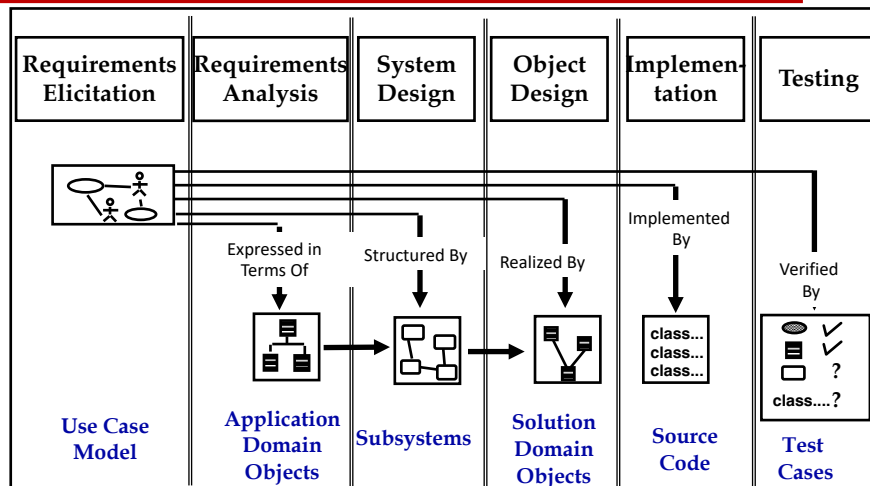 Requirements
Elicitation
Requirements
Analysis
System
Design
Object
Design
Implemen-
tation
Testing
Expressed in
Terms Of
Structured By
Realized By
Implemented
By
Verified
By
class...
class...
class...
?
class....?
Use Case
Model
Application
Domain
Objects
Subsystems
Solution
Domain
Objects
Source
Code
Test
Cases